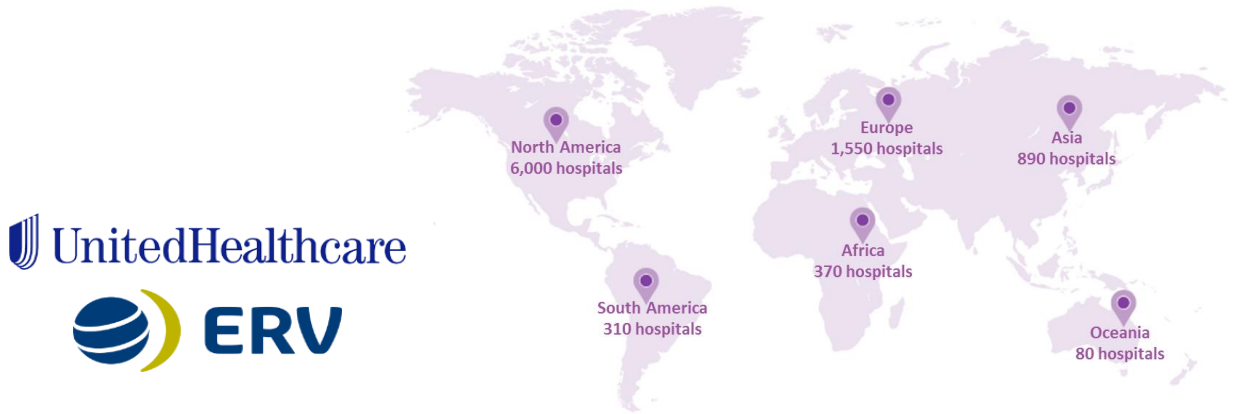 North America
6,000 hospitals
Europe
1,550 hospitals
Asia
890 hospitals
UnitedHealthcare
ERV
Africa
370 hospitals
South America
310 hospitals
Oceania
80 hospitals